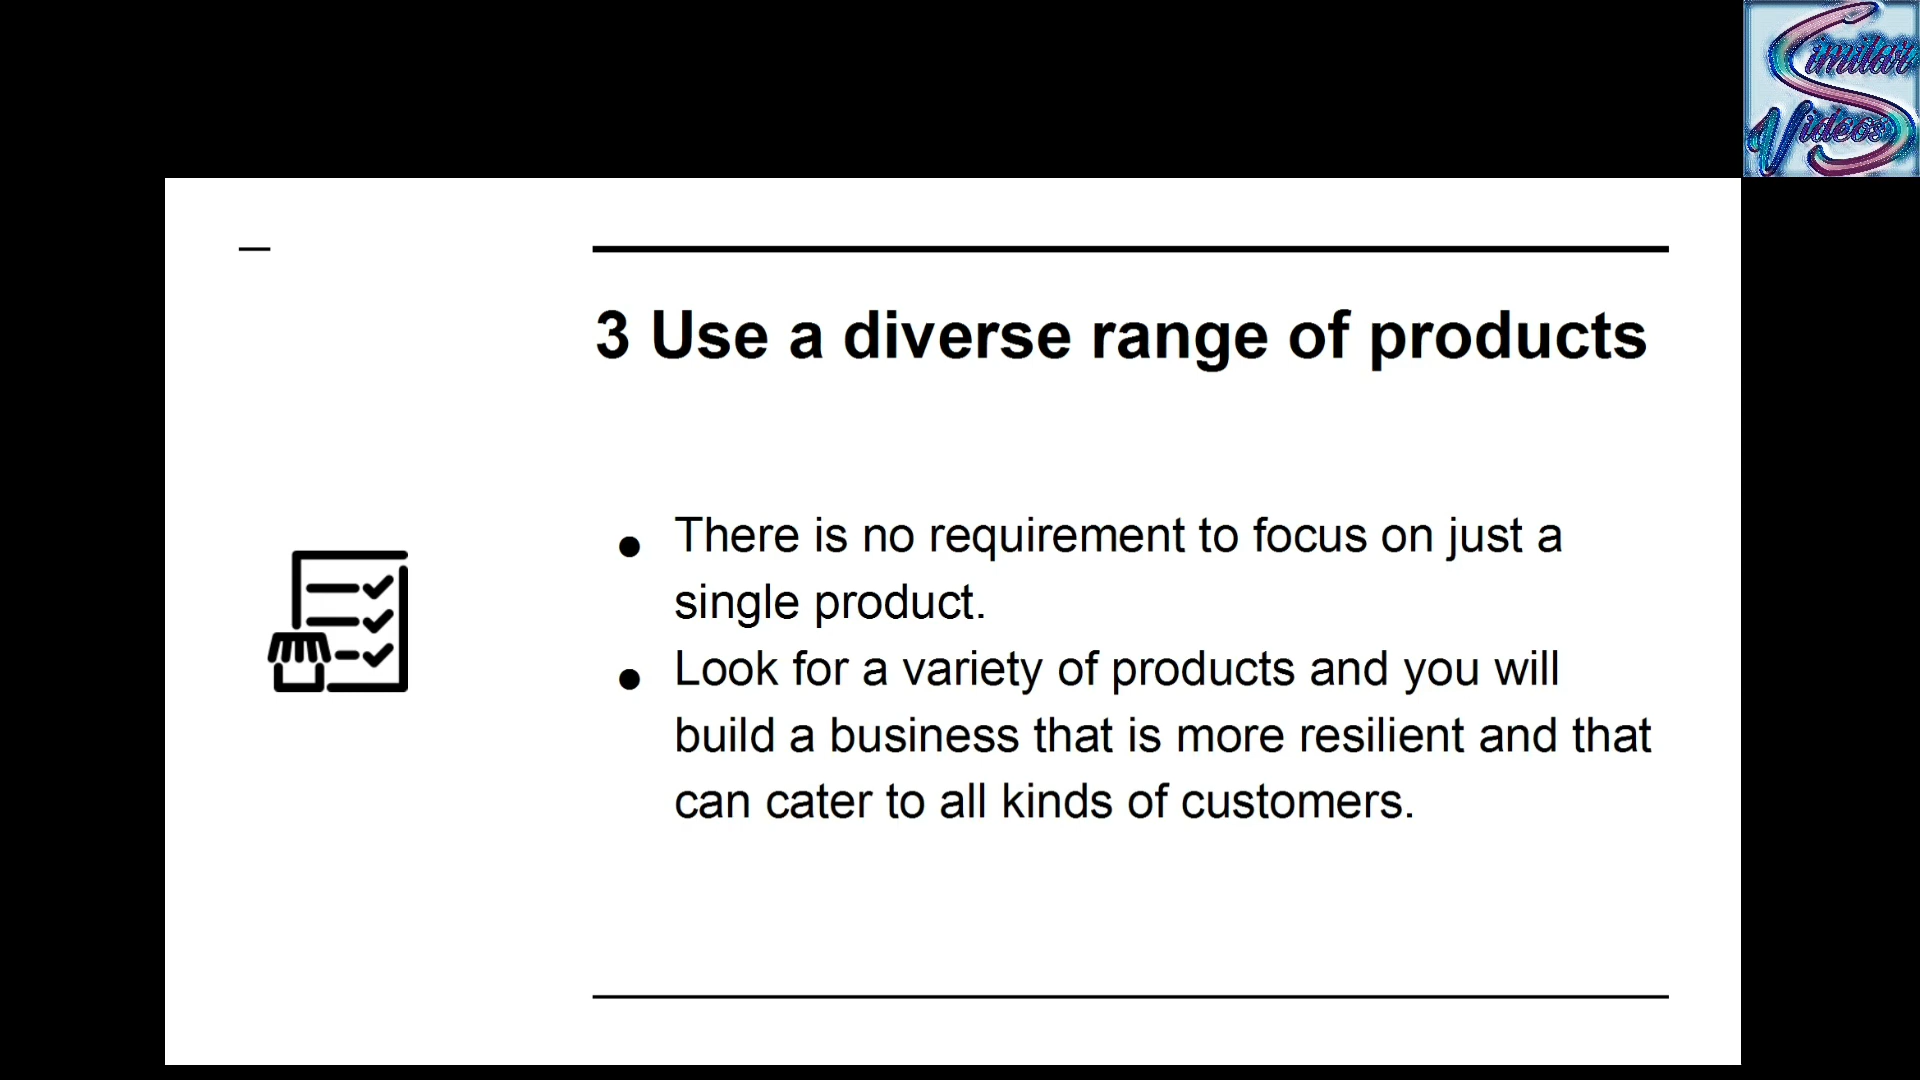 Similar
Videos
3 Use a diverse range of products
● There is no requirement to focus on just a
single product.
● Look for a variety of products and you will
build a business that is more resilient and that
can cater to all kinds of customers.